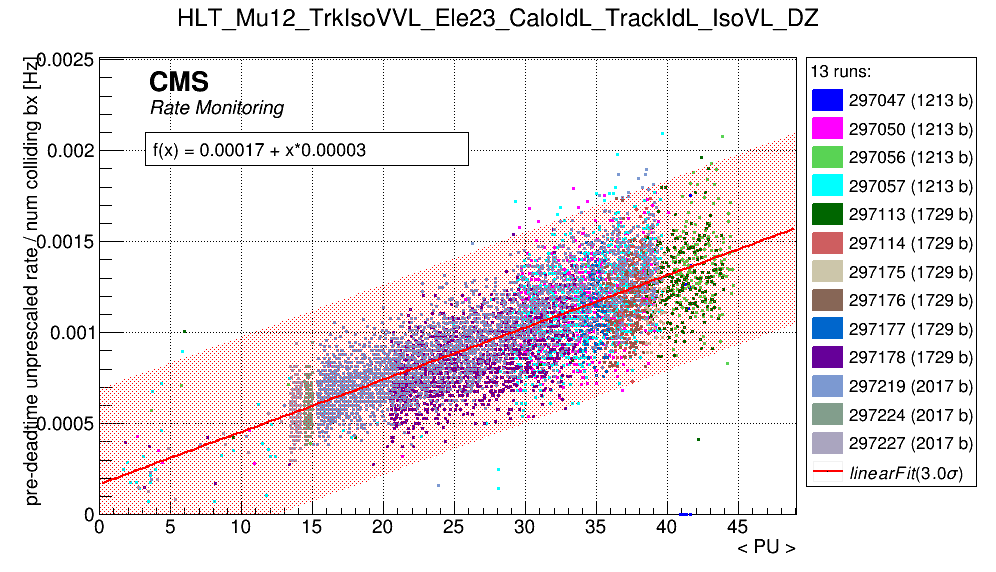 HLT_Mu12_TrkIsoVVL_Ele23_CaloIdL_TrackIdL_IsoVL_DZ
pre-deadtime unprescaled rate / num colliding bx [Hz]
0.0025
0.002
0.0015
0.001
0.0005
0
CMS
Rate Monitoring
f(x) = 0.00017 + x*0.00003
0 5 10 15 20 25 30 35 40 45
< PU >
13 runs:
297047 (1213 b)
297050 (1213 b)
297056 (1213 b)
297057 (1213 b)
297113 (1729 b)
297114 (1729 b)
297175 (1729 b)
297176 (1729 b)
297177 (1729 b)
297178 (1729 b)
297219 (2017 b)
297224 (2017 b)
297227 (2017 b)
linearFit(3.0σ)